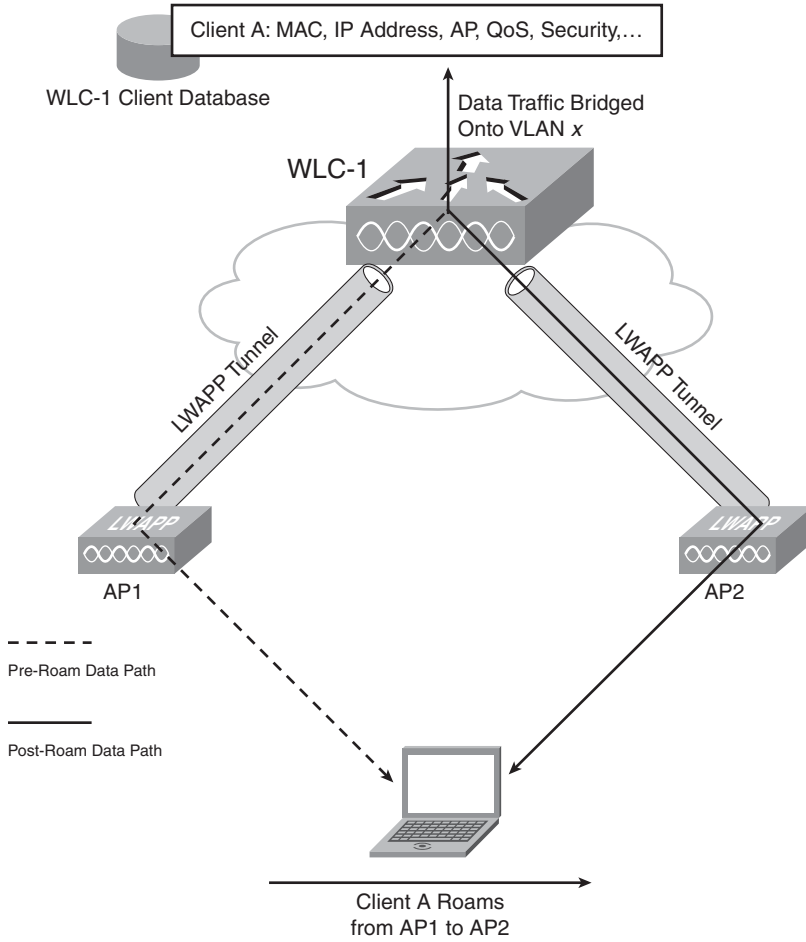 Client A: MAC, IP Address, AP, QoS, Security,…
WLC-1 Client Database
Data Traffic Bridged
Onto VLAN x
WLC-1
LWAPP Tunnel
LWAPP Tunnel
LWAPP
LWAPP
AP1
AP2
Pre-Roam Data Path
Post-Roam Data Path
Client A Roams
from AP1 to AP2